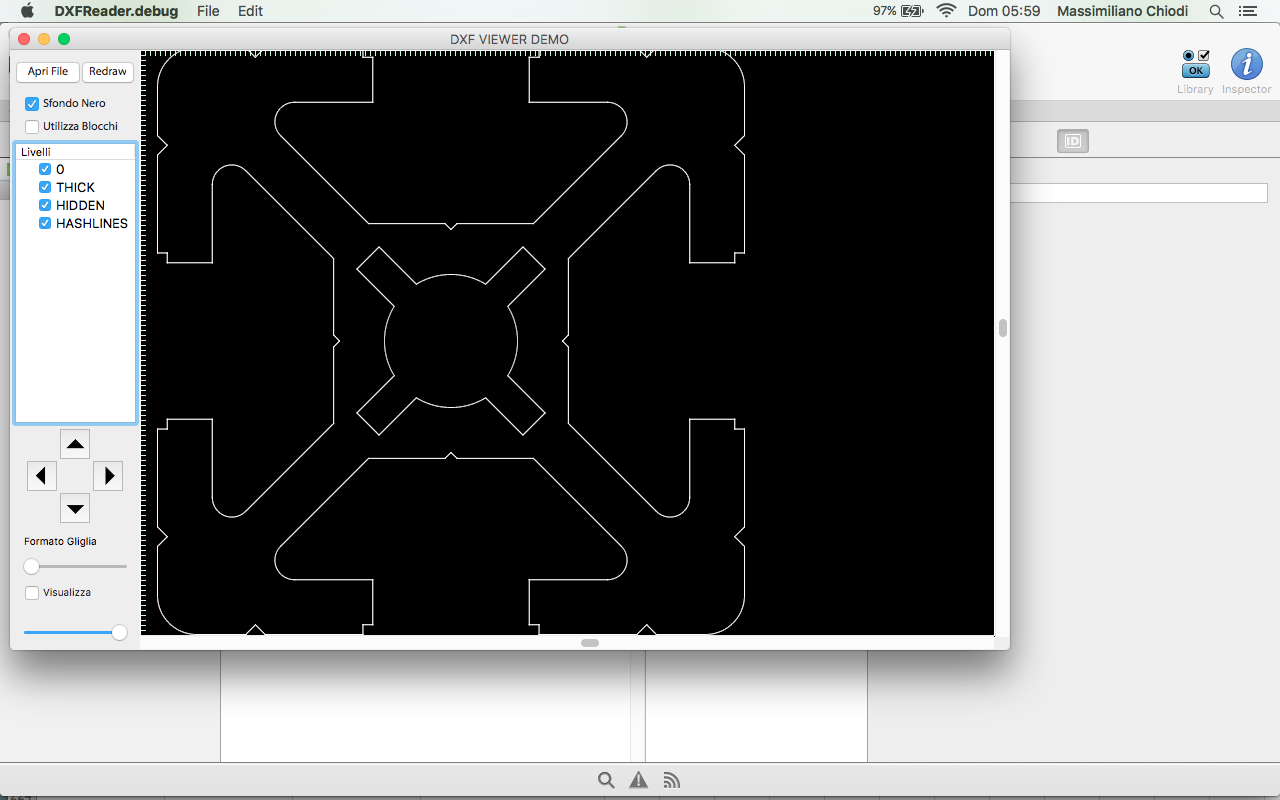 DXFReader.debug File Edit 97% Dom 05:59 Massimiliano Chiodi
DXF VIEWER DEMO
Apri File Redraw
OK
Library Inspector
Sfondo Nero
Utilizza Blocchi
ID
Livelli
0
THICK
HIDDEN
HASHLINES
Formato Gliglia
Visualizza